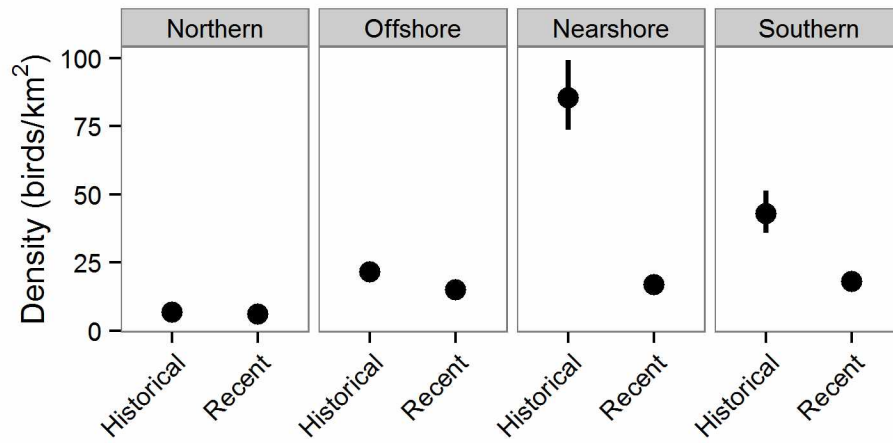 Northern Offshore Nearshore Southern
Density (birds/km²)
100
75
50
25
0
Historical Recent Historical Recent Historical Recent Historical Recent